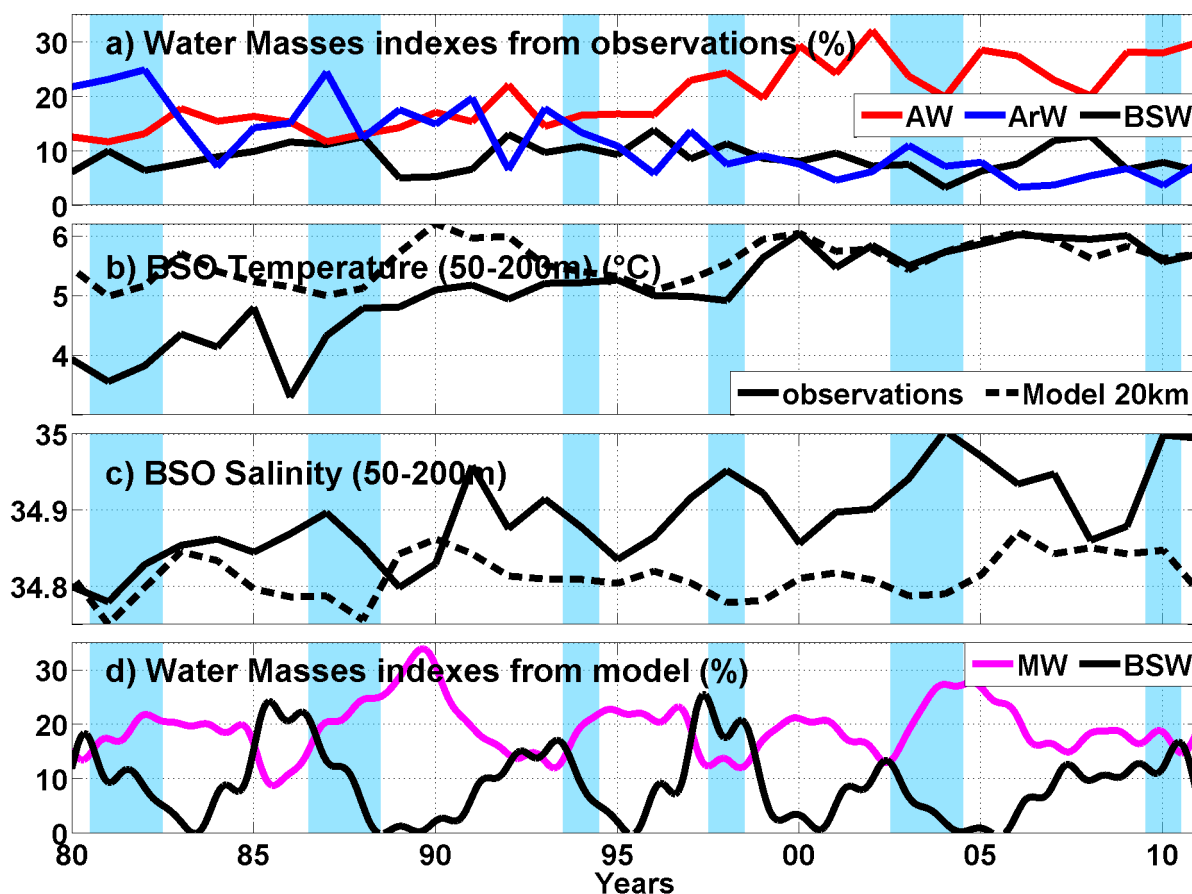 a) Water Masses indexes from observations (%)
30
20
10
0
AW ArW BSW
b) BSO Temperature (50-200m) (°C)
6
5
4
observations Model 20km
c) BSO Salinity (50-200m)
35
34.9
34.8
d) Water Masses indexes from model (%)
30
20
10
0
MW BSW
80 85 90 95 00 05 10
Years